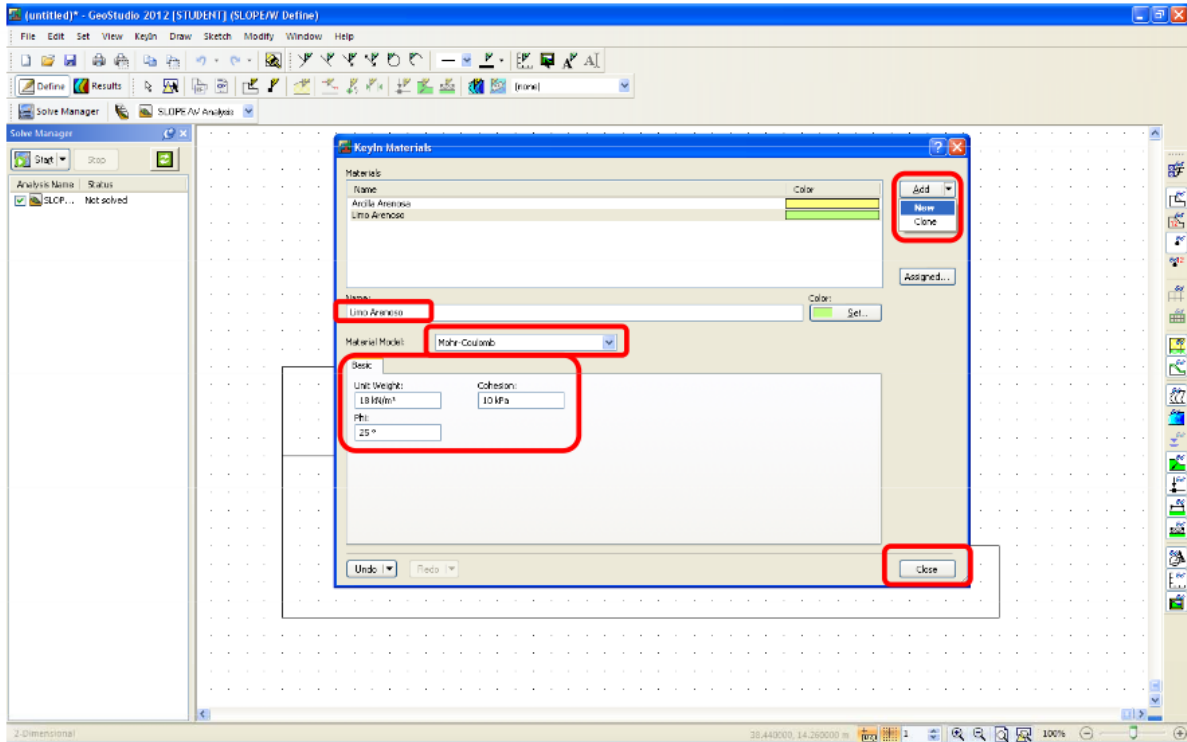 (untitled)* - GeoStudio 2012 [STUDENT] (SLOPE/W Define)
File Edit Set View KeyIn Draw Sketch Modify Window Help
Define Results (none)
Solve Manager SLOPE/W Analysis
Solve Manager
Start Stop
Analysis Name Status
SLOP... Not solved
KeyIn Materials
Materials
Name Color
Arcilla Arenosa
Limo Arenoso
Add
New
Clone
Assigned...
Name: Color:
Limo Arenoso Set...
Material Model: Mohr-Coulomb
Basic
Unit Weight: Cohesion:
18 kN/m³ 10 kPa
Phi:
25 °
Undo Redo Close
2-Dimensional 38.440000, 14.260000 m 1 100%